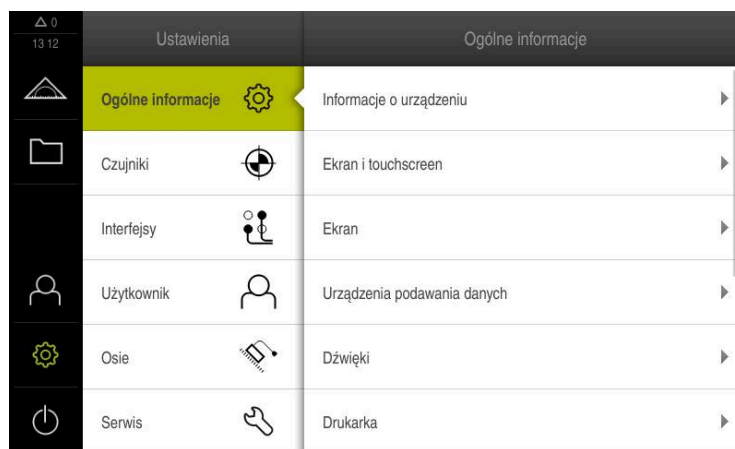 △ 0
13 12
Ustawienia
Ogólne informacje
Ogólne informacje
Czujniki
Interfejsy
Użytkownik
Osie
Serwis
Informacje o urządzeniu
Ekran i touchscreen
Ekran
Urządzenia podawania danych
Dźwięki
Drukarka